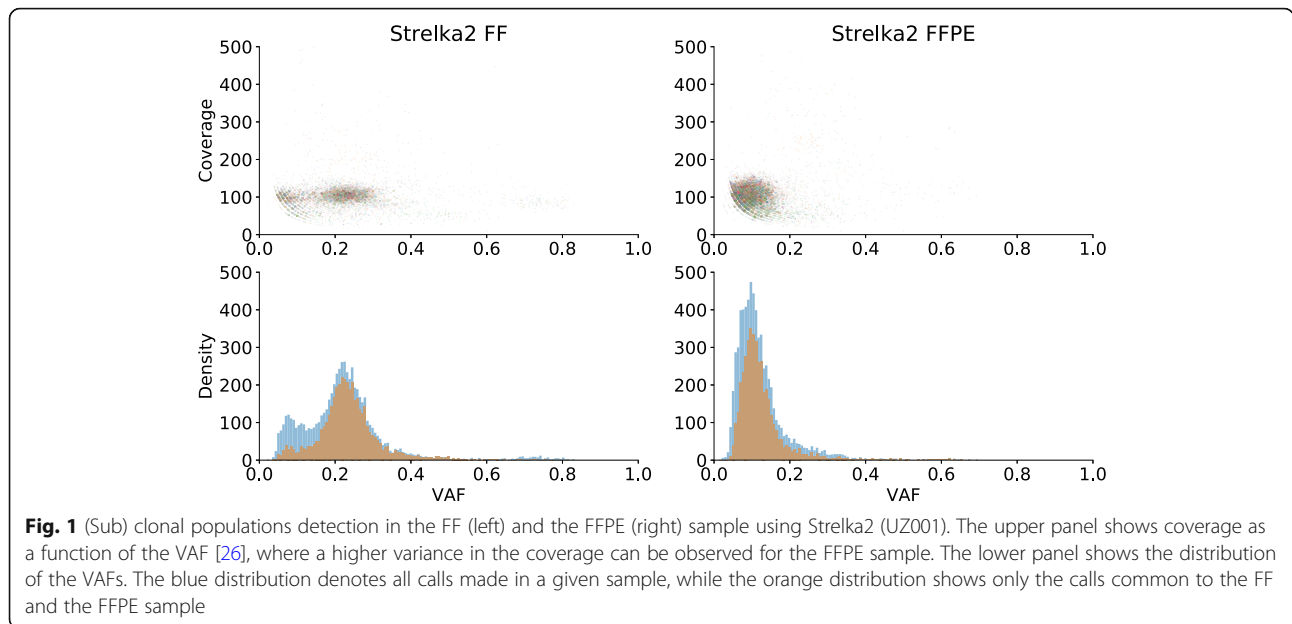 Strelka2 FF
Strelka2 FFPE
500
400
300
200
100
0
Coverage
0.0 0.2 0.4 0.6 0.8 1.0
500
400
300
200
100
0
0.0 0.2 0.4 0.6 0.8 1.0
500
400
300
200
100
0
Density
0.0 0.2 0.4 0.6 0.8 1.0
VAF
500
400
300
200
100
0
0.0 0.2 0.4 0.6 0.8 1.0
VAF
Fig. 1 (Sub) clonal populations detection in the FF (left) and the FFPE (right) sample using Strelka2 (UZ001). The upper panel shows coverage as
a function of the VAF [26], where a higher variance in the coverage can be observed for the FFPE sample. The lower panel shows the distribution
of the VAFs. The blue distribution denotes all calls made in a given sample, while the orange distribution shows only the calls common to the FF
and the FFPE sample